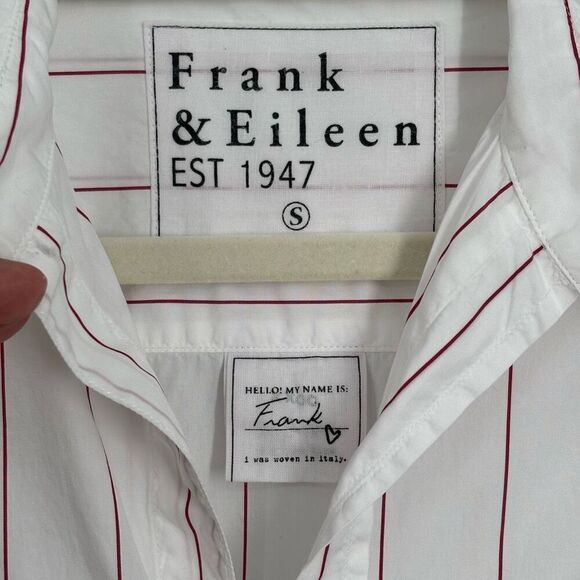 Frank
& Eileen
EST 1947
S
HELLO! MY NAME IS:
Frank
i was woven in italy.